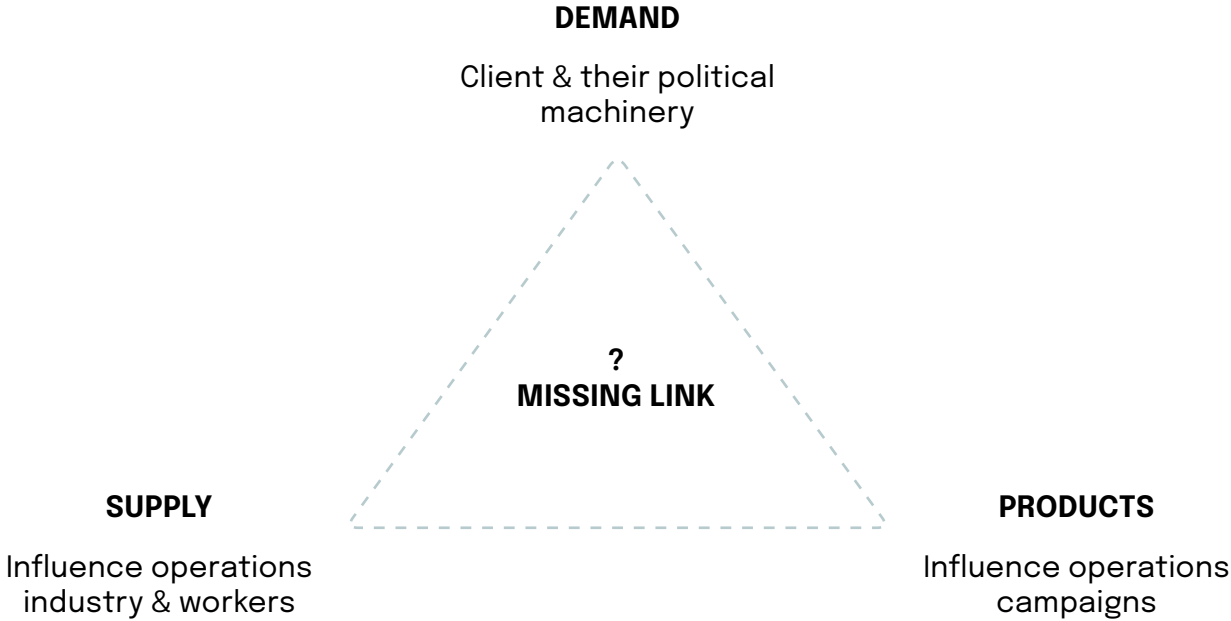 DEMAND
Client & their political
machinery
?
MISSING LINK
SUPPLY
Influence operations
industry & workers
PRODUCTS
Influence operations
campaigns